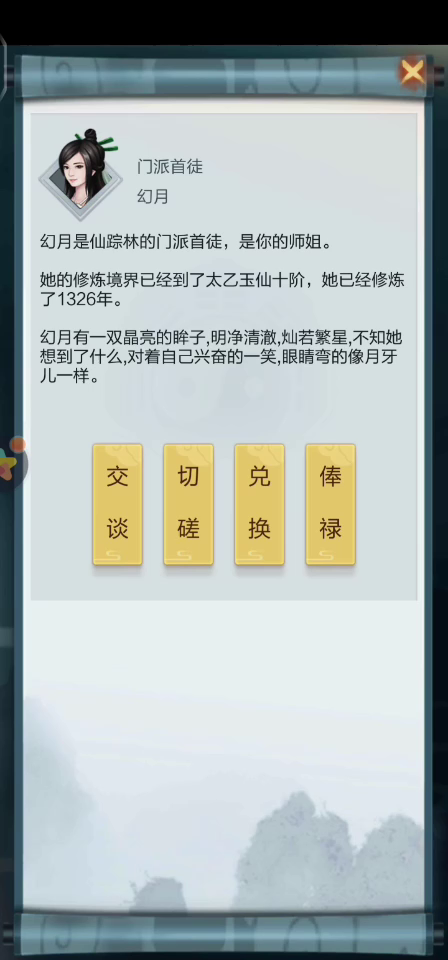 门派首徒
幻月
幻月是仙踪林的门派首徒，是你的师姐。
她的修炼境界已经到了太乙玉仙十阶，她已经修炼
了1326年。
幻月有一双晶亮的眸子,明净清澈,灿若繁星,不知她
想到了什么,对着自己兴奋的一笑,眼睛弯的像月牙
儿一样。
交谈
切磋
兑换
俸禄